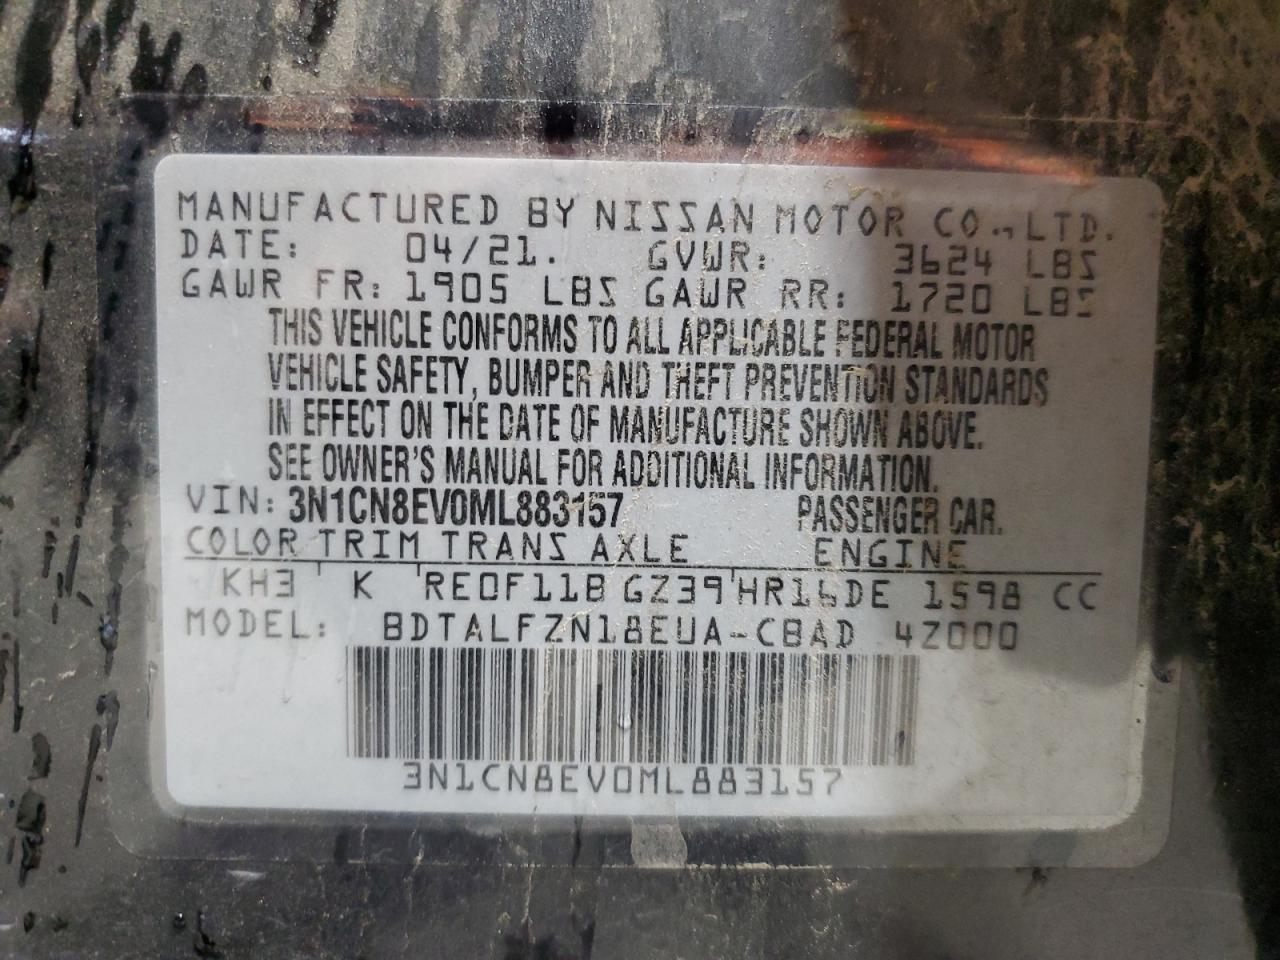 MANUFACTURED BY NISSAN MOTOR CO., LTD.
DATE: 04/21. GVWR: 3624 LBS
GAWR FR: 1905 LBS GAWR RR: 1720 LBS
THIS VEHICLE CONFORMS TO ALL APPLICABLE FEDERAL MOTOR
VEHICLE SAFETY, BUMPER AND THEFT PREVENTION STANDARDS
IN EFFECT ON THE DATE OF MANUFACTURE SHOWN ABOVE.
SEE OWNER'S MANUAL FOR ADDITIONAL INFORMATION.
VIN: 3N1CN8EV0ML883157 PASSENGER CAR.
COLOR TRIM TRANS AXLE ENGINE
KH3 K RE0F11B GZ39 HR16DE 1598 CC
MODEL: BDTALFZN18EUA-CBAD 4Z000
3N1CN8EV0ML883157